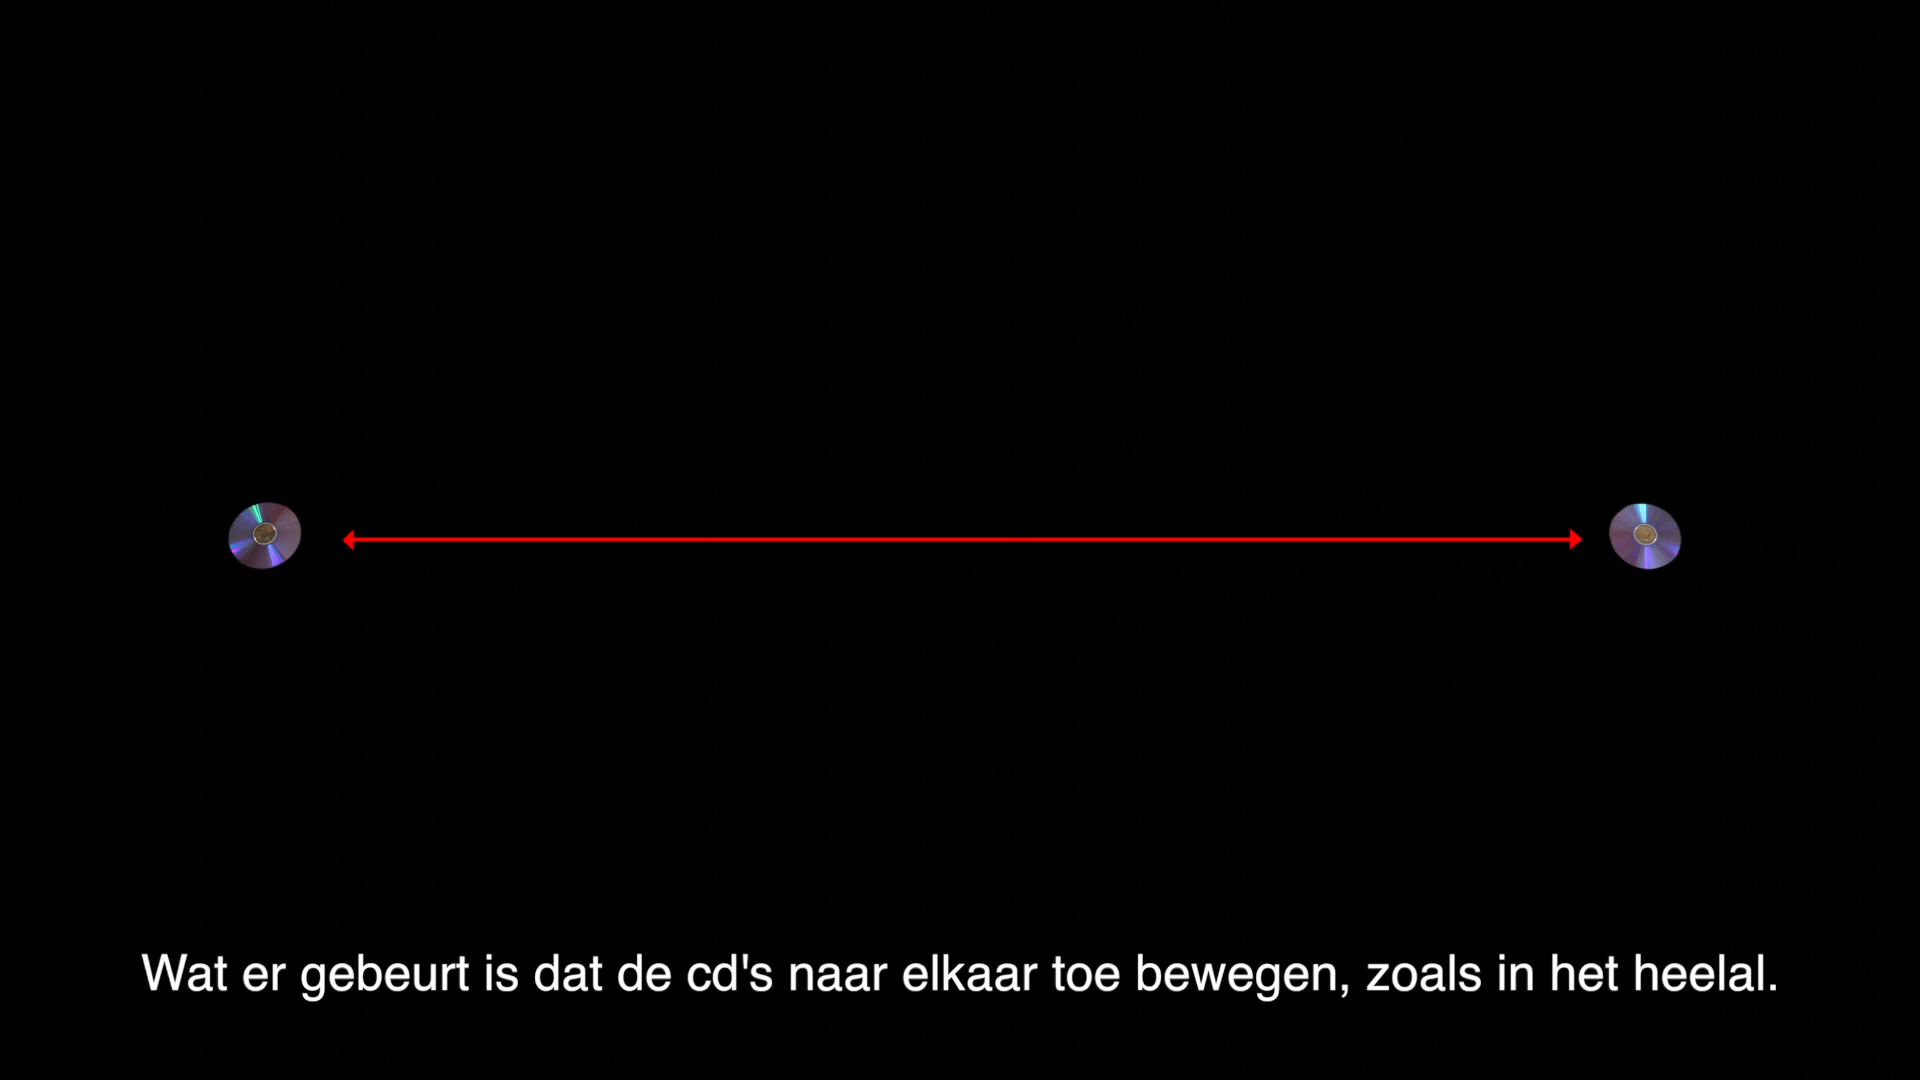 Wat er gebeurt is dat de cd's naar elkaar toe bewegen, zoals in het heelal.